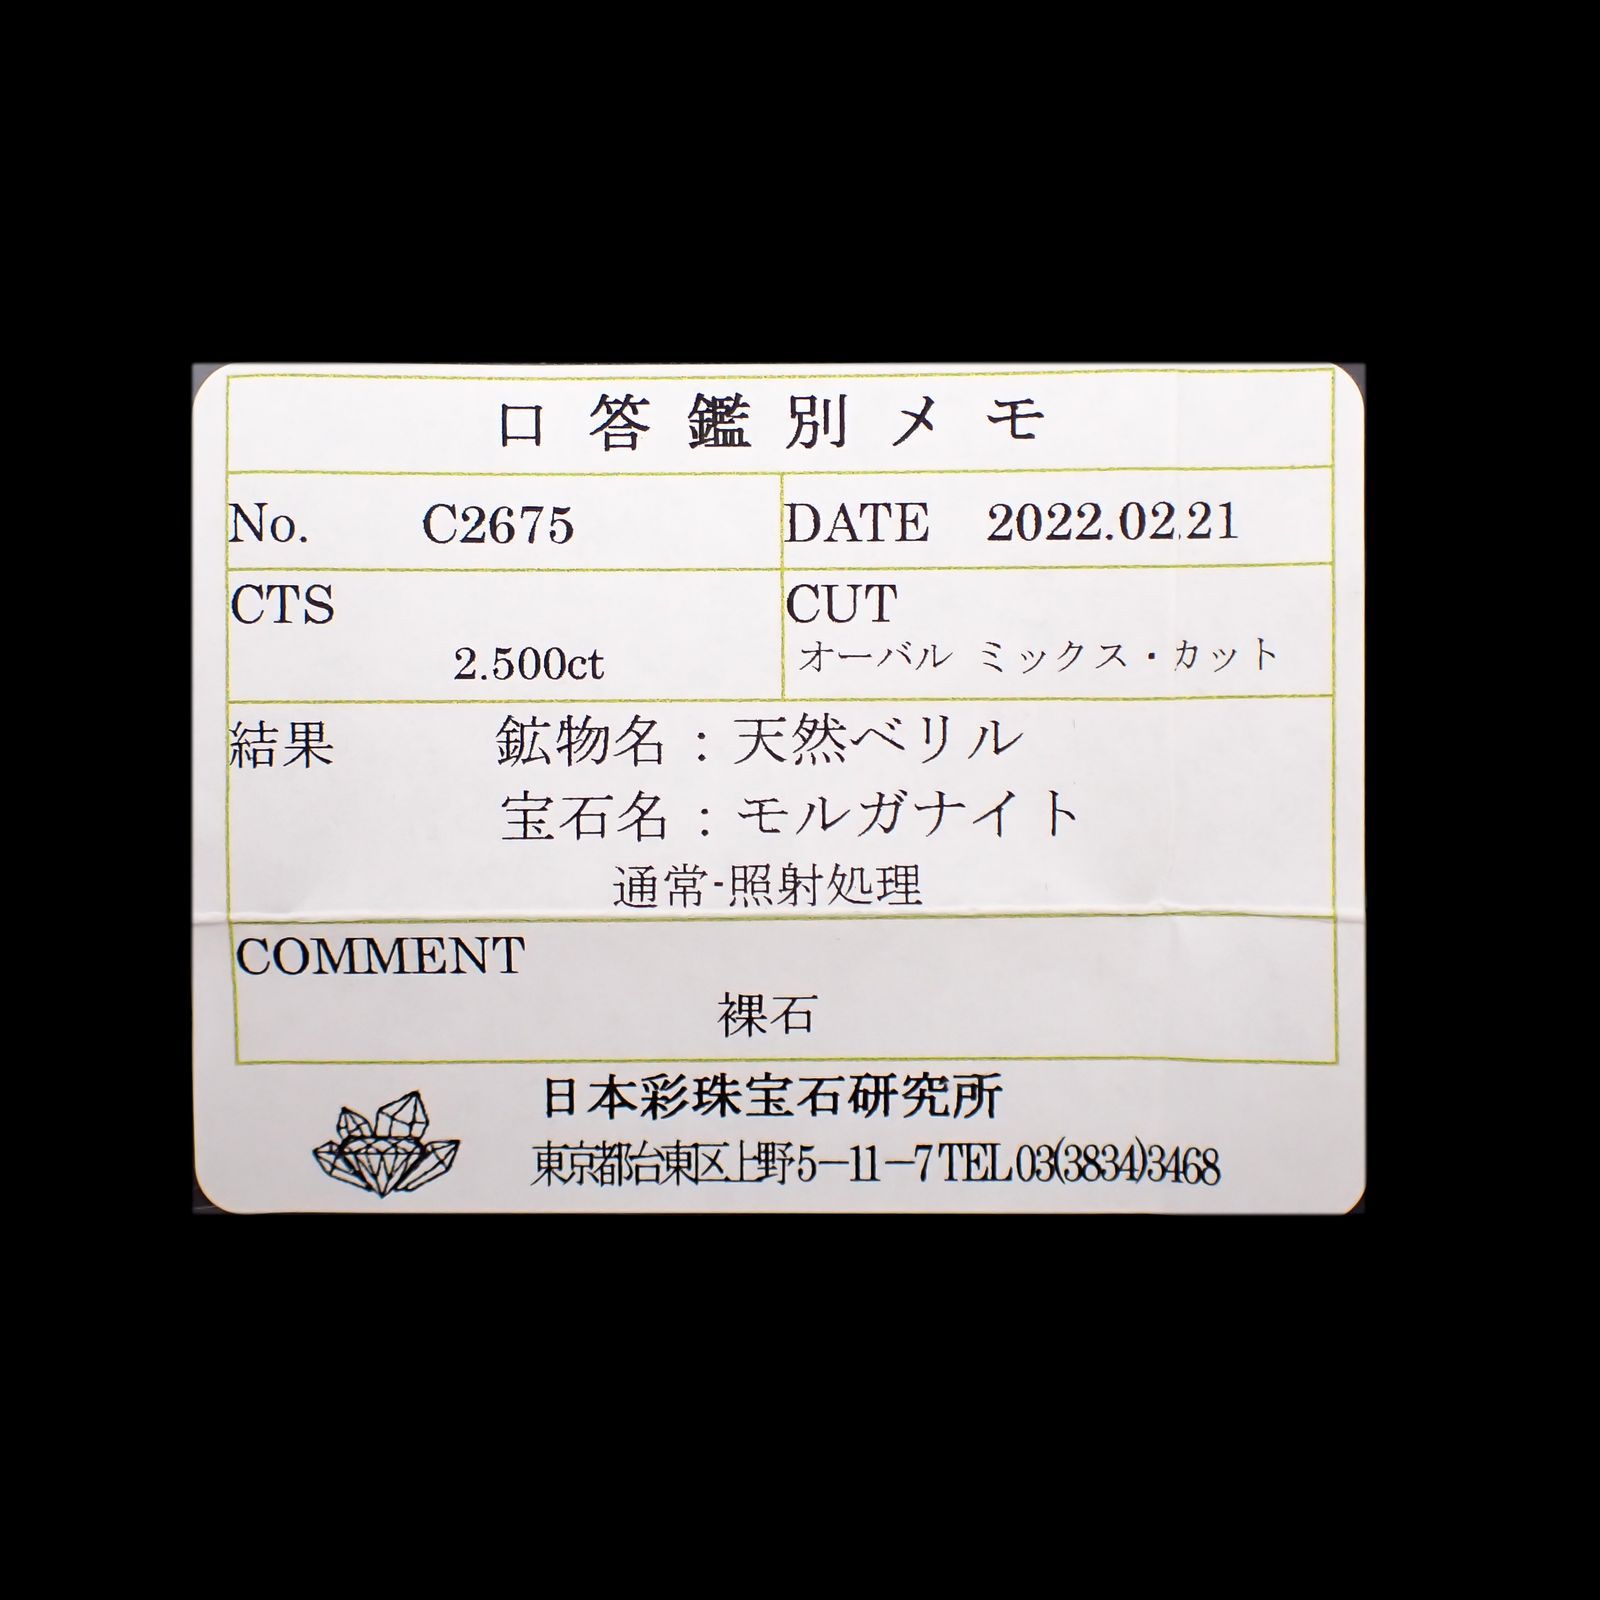 口答鑑別メモ
No. C2675 DATE 2022.02.21
CTS CUT
2.500ct オーバル ミックス・カット
結果 鉱物名：天然ベリル
宝石名：モルガナイト
通常-照射処理
COMMENT
裸石
日本彩珠宝石研究所
東京都台東区上野5-11-7 TEL 03(3834)3468